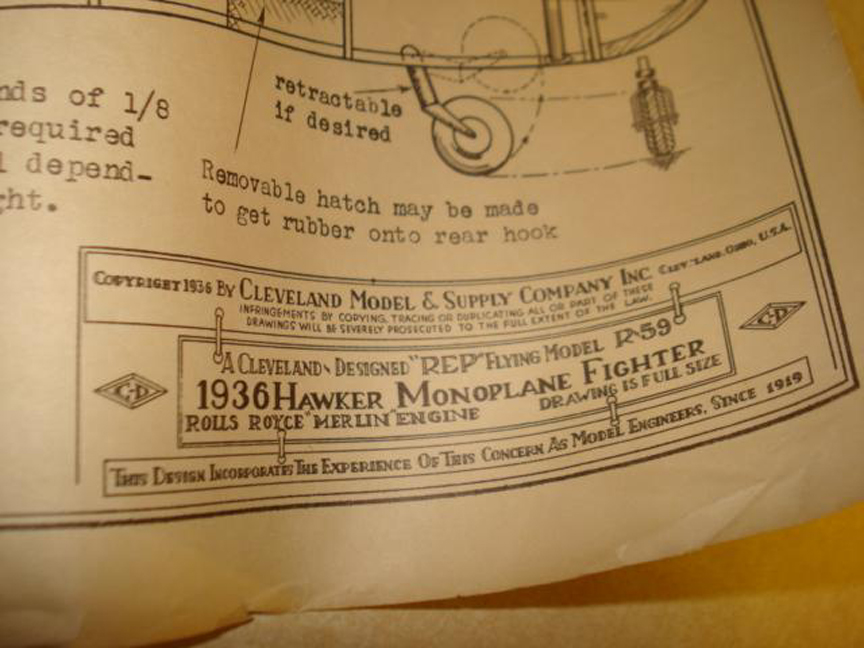 nds of 1/8
required
l depend-
ght.
retractable
if desired
Removable hatch may be made
to get rubber onto rear hook
COPYRIGHT 1936 BY CLEVELAND MODEL & SUPPLY COMPANY INC. CLEVELAND, OHIO, U.S.A.
INFRINGEMENTS BY COPYING, TRACING OR DUPLICATING ALL OR PART OF THESE
DRAWINGS WILL BE SEVERELY PROSECUTED TO THE FULL EXTENT OF THE LAW.
A CLEVELAND-DESIGNED "REP" FLYING MODEL R-59
1936 HAWKER MONOPLANE FIGHTER
ROLLS ROYCE "MERLIN" ENGINE DRAWING IS FULL SIZE
C-D
C-D
THIS DESIGN INCORPORATES THE EXPERIENCE OF THIS CONCERN AS MODEL ENGINEERS, SINCE 1919